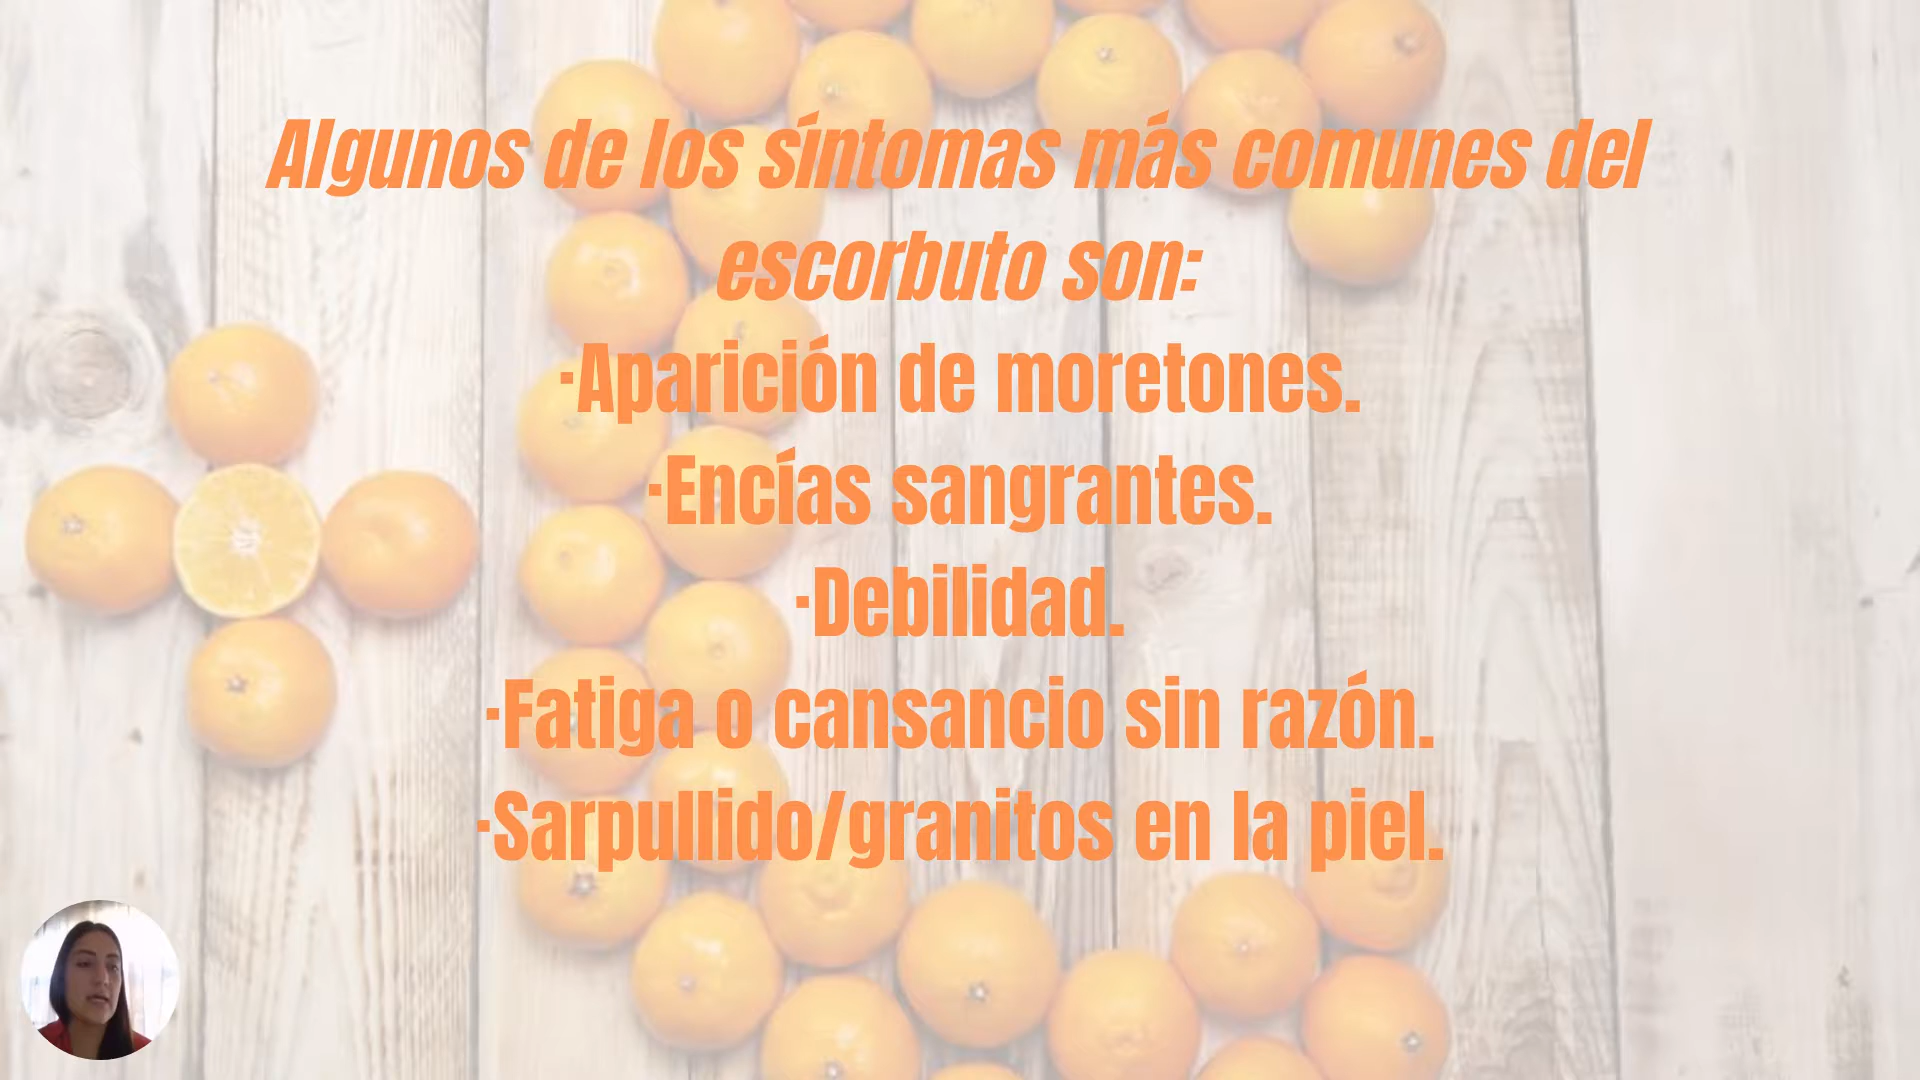 Algunos de los síntomas más comunes del
escorbuto son:
·Aparición de moretones.
·Encías sangrantes.
·Debilidad.
·Fatiga o cansancio sin razón.
·Sarpullido/granitos en la piel.